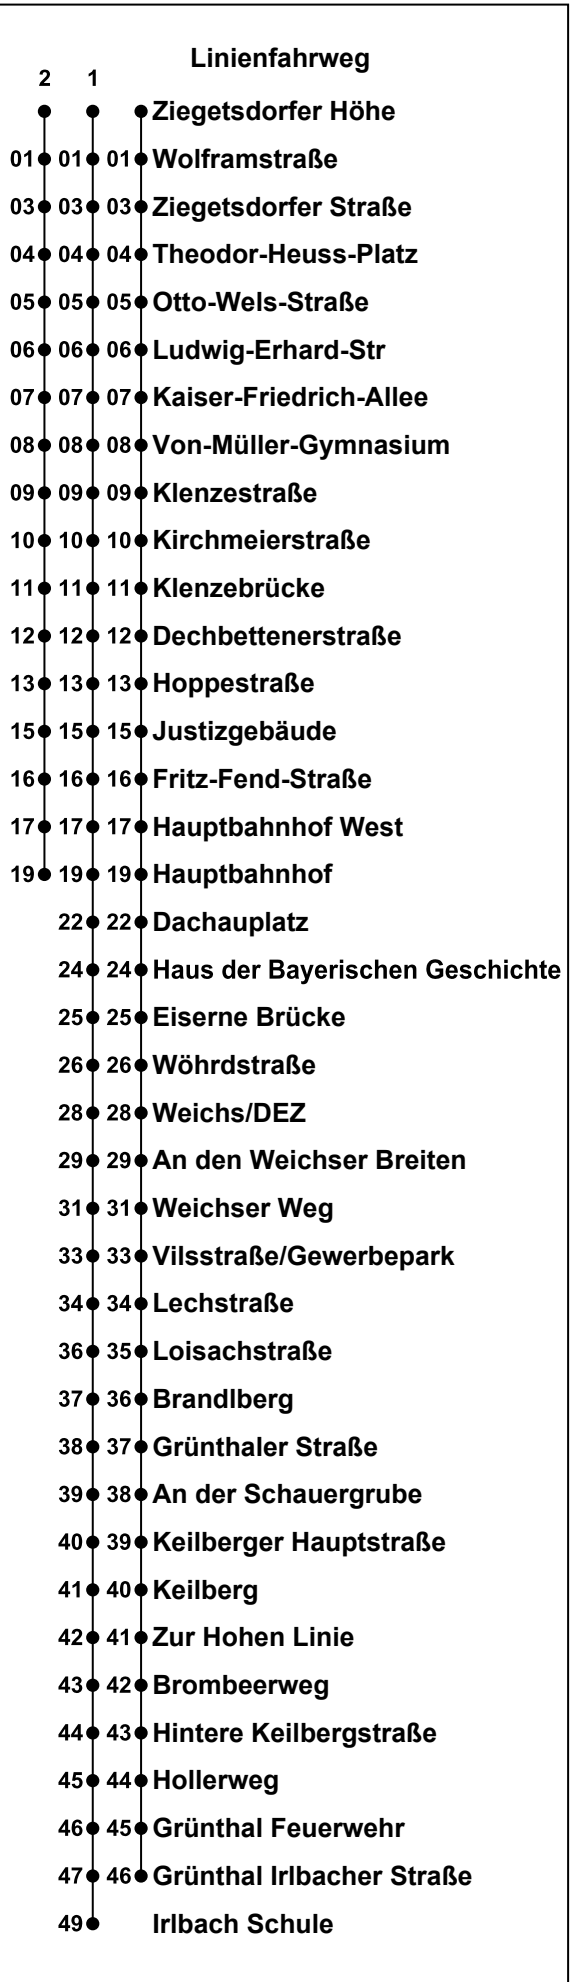 Linienfahrweg
2 1
Ziegetsdorfer Höhe
01 01 01 Wolframstraße
03 03 03 Ziegetsdorfer Straße
04 04 04 Theodor-Heuss-Platz
05 05 05 Otto-Wels-Straße
06 06 06 Ludwig-Erhard-Str
07 07 07 Kaiser-Friedrich-Allee
08 08 08 Von-Müller-Gymnasium
09 09 09 Klenzestraße
10 10 10 Kirchmeierstraße
11 11 11 Klenzebrücke
12 12 12 Dechbettenerstraße
13 13 13 Hoppestraße
15 15 15 Justizgebäude
16 16 16 Fritz-Fend-Straße
17 17 17 Hauptbahnhof West
19 19 19 Hauptbahnhof
22 22 Dachauplatz
24 24 Haus der Bayerischen Geschichte
25 25 Eiserne Brücke
26 26 Wöhrdstraße
28 28 Weichs/DEZ
29 29 An den Weichser Breiten
31 31 Weichser Weg
33 33 Vilsstraße/Gewerbepark
34 34 Lechstraße
36 35 Loisachstraße
37 36 Brandlberg
38 37 Grünthaler Straße
39 38 An der Schauergrube
40 39 Keilberger Hauptstraße
41 40 Keilberg
42 41 Zur Hohen Linie
43 42 Brombeerweg
44 43 Hintere Keilbergstraße
45 44 Hollerweg
46 45 Grünthal Feuerwehr
47 46 Grünthal Irlbacher Straße
49 Irlbach Schule